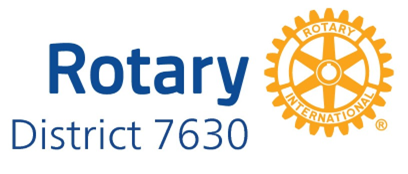 Rotary
District 7630
ROTARY
INTERNATIONAL
®